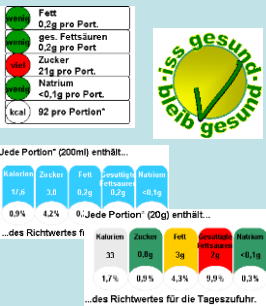 wenig
Fett
0,2g pro Port.
wenig
ges. Fettsäuren
0,2g pro Port
viel
Zucker
21g pro Port.
wenig
Natrium
<0,1g pro Port.
kcal
92 pro Portion*
·iss gesund·
bleib gesund
Jede Portion* (200ml) enthält...
Kalorien Zucker Fett Gesättigte Fettsäuren Natrium
17,6 3,0 0,2g 0,2g <0,1g
0,9% 4,2%
...des Richtwertes f
Jede Portion* (20g) enthält...
Kalorien Zucker Fett Gesättigte Fettsäuren Natrium
33 0,8g 3g 2g <0,1g
1,7% 0,9% 4,3% 9,9% 0,3%
...des Richtwertes für die Tageszufuhr.